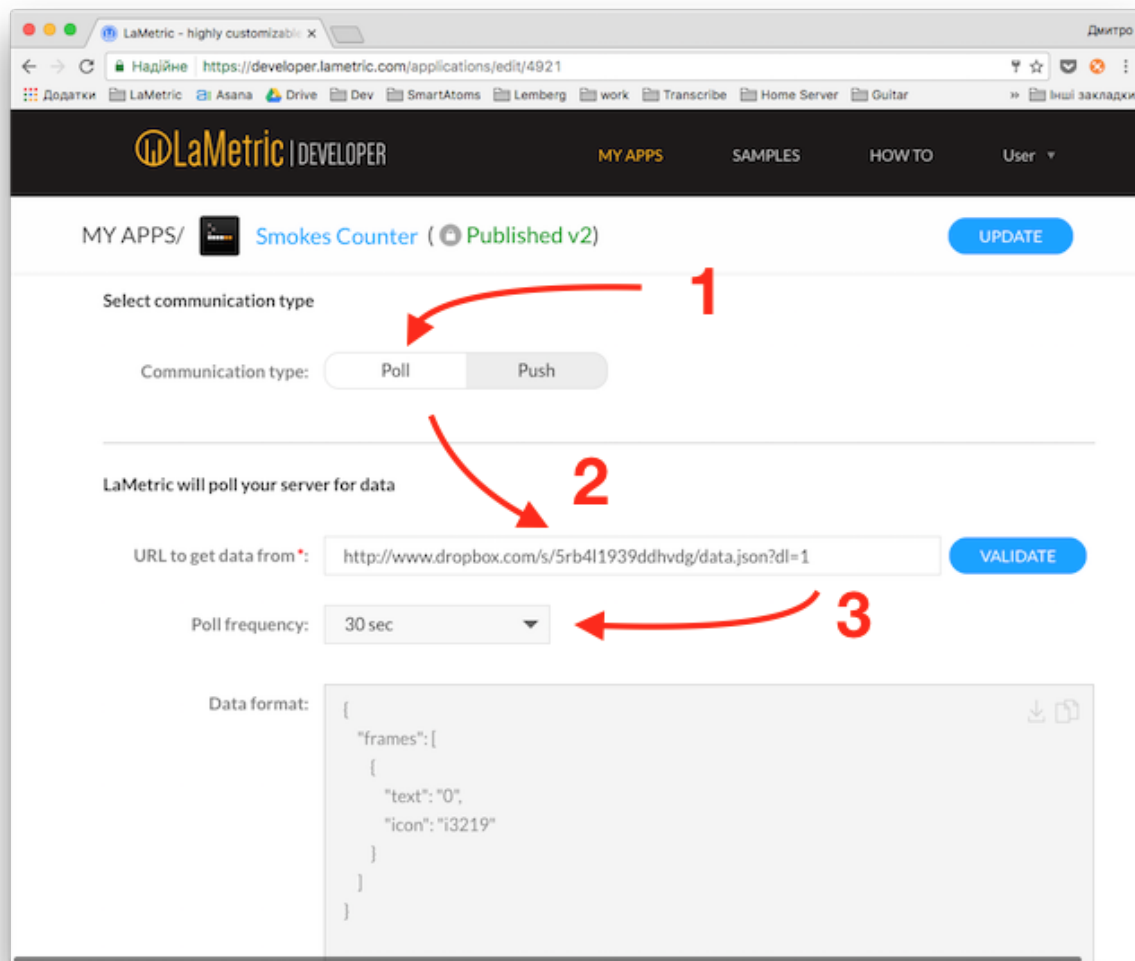 LaMetric - highly customizable
Дмитро
Надійне https://developer.lametric.com/applications/edit/4921
Додатки LaMetric Asana Drive Dev SmartAtoms Lemberg work Transcribe Home Server Guitar » Інші закладки
LaMetric | DEVELOPER MY APPS SAMPLES HOW TO User
MY APPS/ Smokes Counter ( Published v2) UPDATE
1
Select communication type
Communication type: Poll Push
2
LaMetric will poll your server for data
URL to get data from*: http://www.dropbox.com/s/5rb4l1939ddhvdg/data.json?dl=1 VALIDATE
3
Poll frequency: 30 sec
Data format: {
"frames": [
{
"text": "0",
"icon": "i3219"
}
]
}